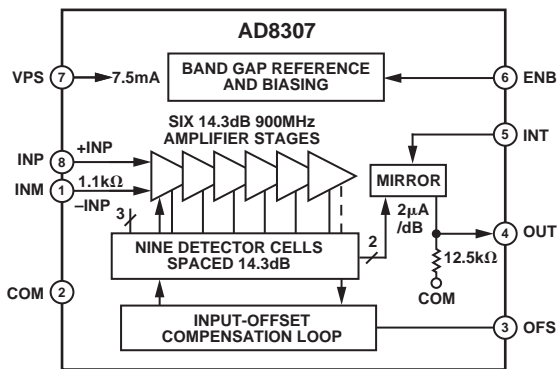 AD8307
VPS
7
7.5mA
BAND GAP REFERENCE
AND BIASING
6
ENB
SIX 14.3dB 900MHz
AMPLIFIER STAGES
5
INT
INP
8
+INP
MIRROR
INM
1
1.1kΩ
–INP
3
2μA
/dB
4
OUT
NINE DETECTOR CELLS
SPACED 14.3dB
2
12.5kΩ
COM
COM
2
INPUT-OFFSET
COMPENSATION LOOP
3
OFS